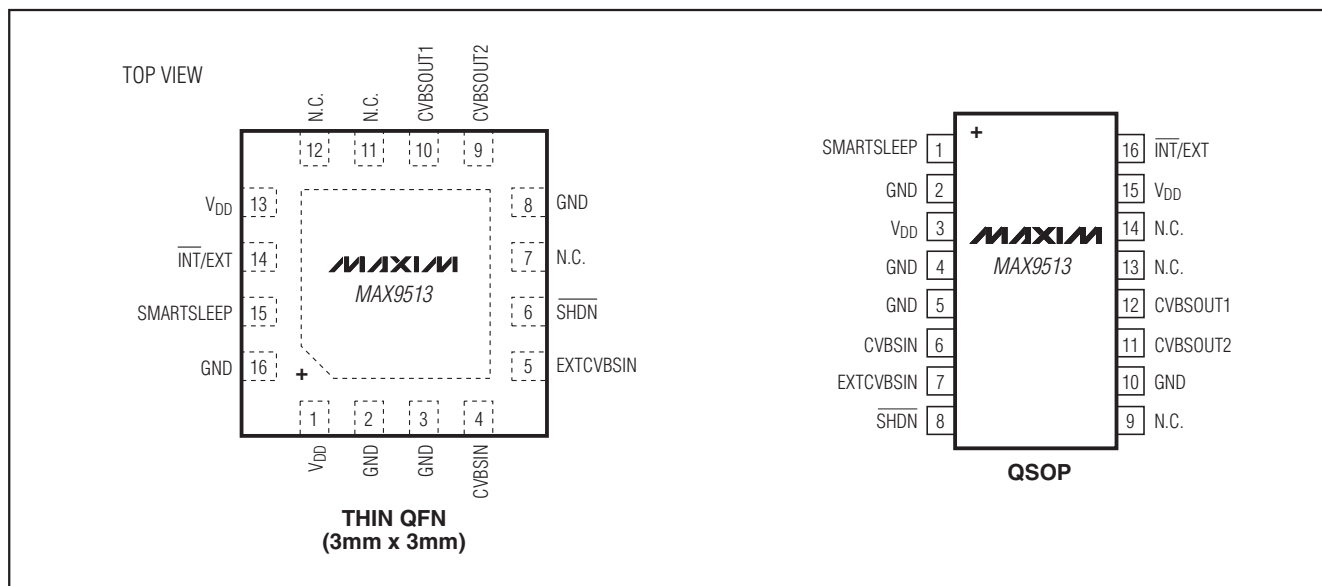 TOP VIEW
N.C.
N.C.
CVBSOUT1
CVBSOUT2
12
11
10
9
VDD 13
INT/EXT 14
SMARTSLEEP 15
GND 16
8 GND
7 N.C.
6 SHDN
5 EXTCVBSIN
MAXIM
MAX9513
+
1
2
3
4
VDD
GND
GND
CVBSIN
THIN QFN
(3mm x 3mm)
+
SMARTSLEEP 1
GND 2
VDD 3
GND 4
GND 5
CVBSIN 6
EXTCVBSIN 7
SHDN 8
MAXIM
MAX9513
16 INT/EXT
15 VDD
14 N.C.
13 N.C.
12 CVBSOUT1
11 CVBSOUT2
10 GND
9 N.C.
QSOP